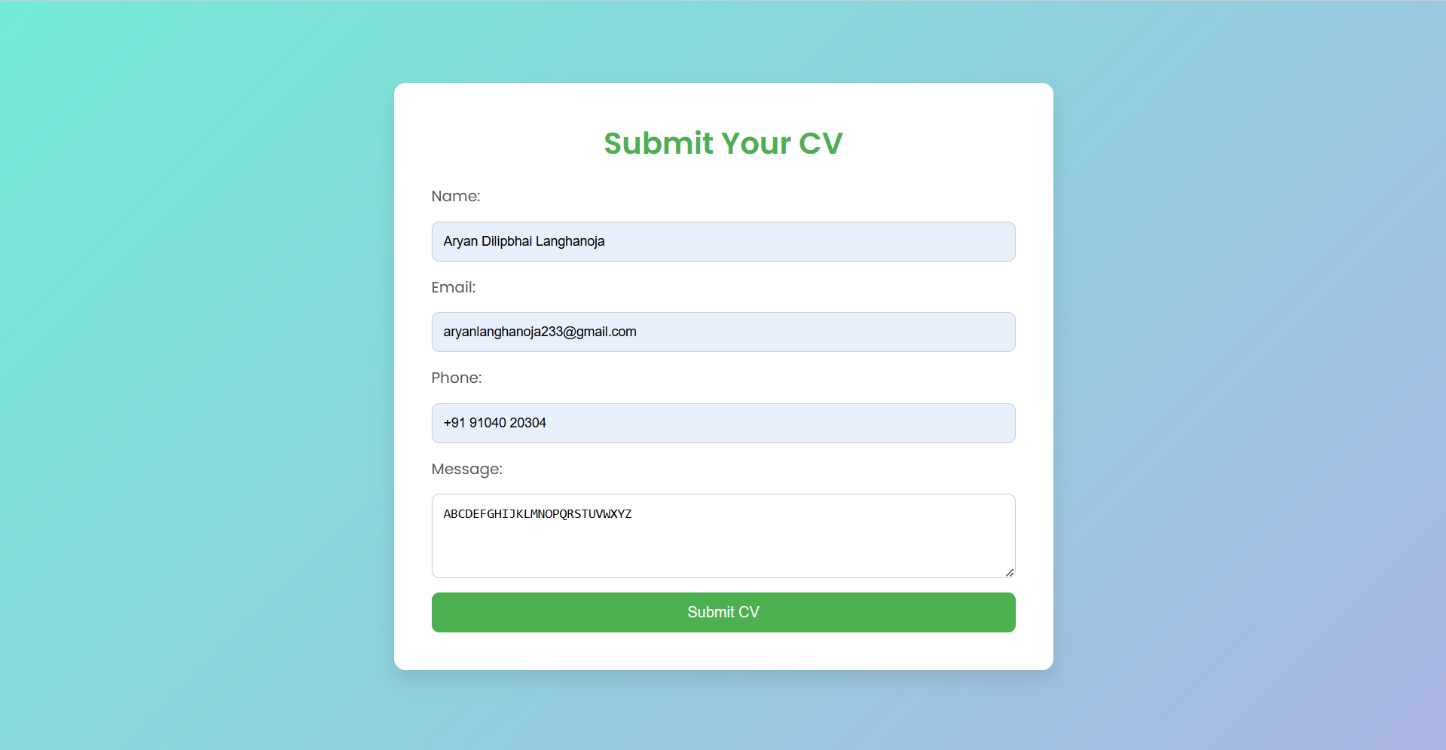 Submit Your CV
Name:
Aryan Dilipbhai Langhanoja
Email:
aryanlanghanoja233@gmail.com
Phone:
+91 91040 20304
Message:
ABCDEFGHIJKLMNOPQRSTUVWXYZ
Submit CV